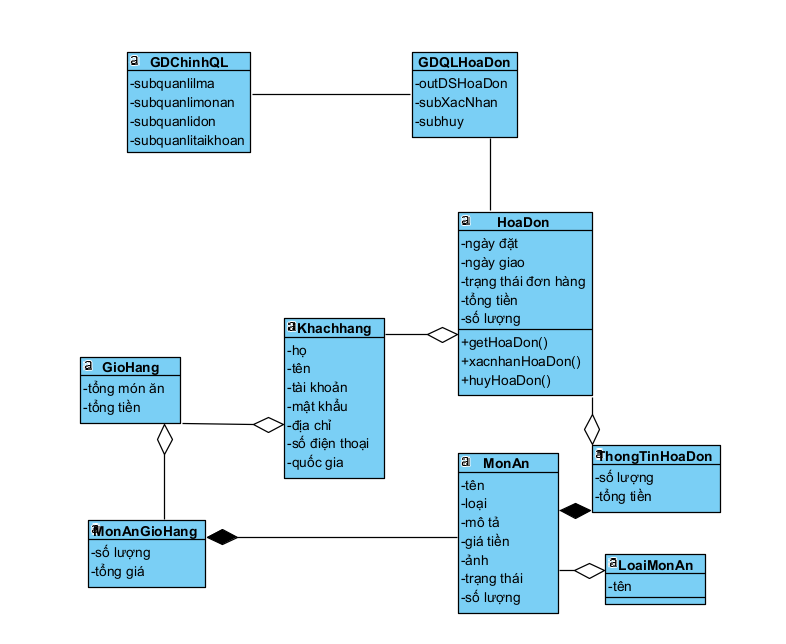 GDChinhQL
-subquanlilma
-subquanlimonan
-subquanlidon
-subquanlitaikhoan
GDQLHoaDon
-outDSHoaDon
-subXacNhan
-subhuy
HoaDon
-ngày đặt
-ngày giao
-trạng thái đơn hàng
-tổng tiền
-số lượng
+getHoaDon()
+xacnhanHoaDon()
+huyHoaDon()
Khachhang
-họ
-tên
-tài khoản
-mật khẩu
-địa chỉ
-số điện thoại
-quốc gia
GioHang
-tổng món ăn
-tổng tiền
ThongTinHoaDon
-số lượng
-tổng tiền
MonAn
-tên
-loại
-mô tả
-giá tiền
-ảnh
-trạng thái
-số lượng
MonAnGioHang
-số lượng
-tổng giá
LoaiMonAn
-tên